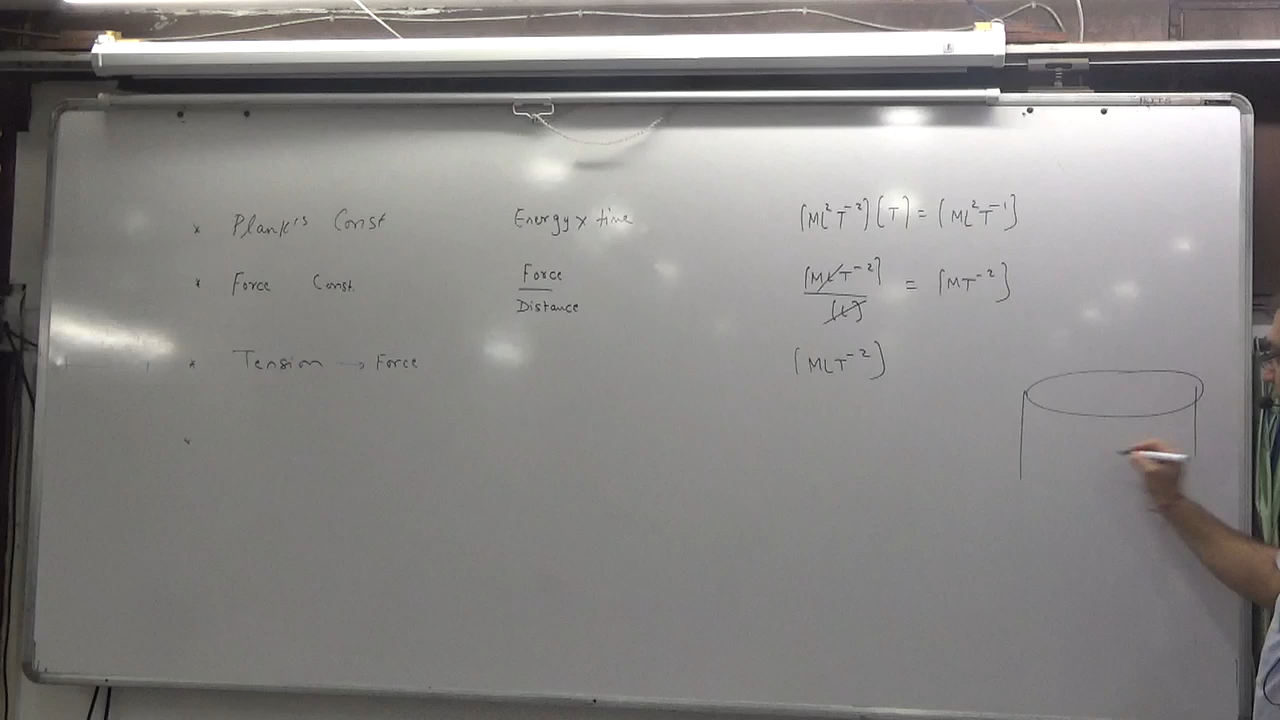 * Plank's Const Energy × time [ML²T⁻²][T] = [ML²T⁻¹]
* Force Const. Force / Distance [MLT⁻²] / [L] = [MT⁻²]
* Tension → Force [MLT⁻²]